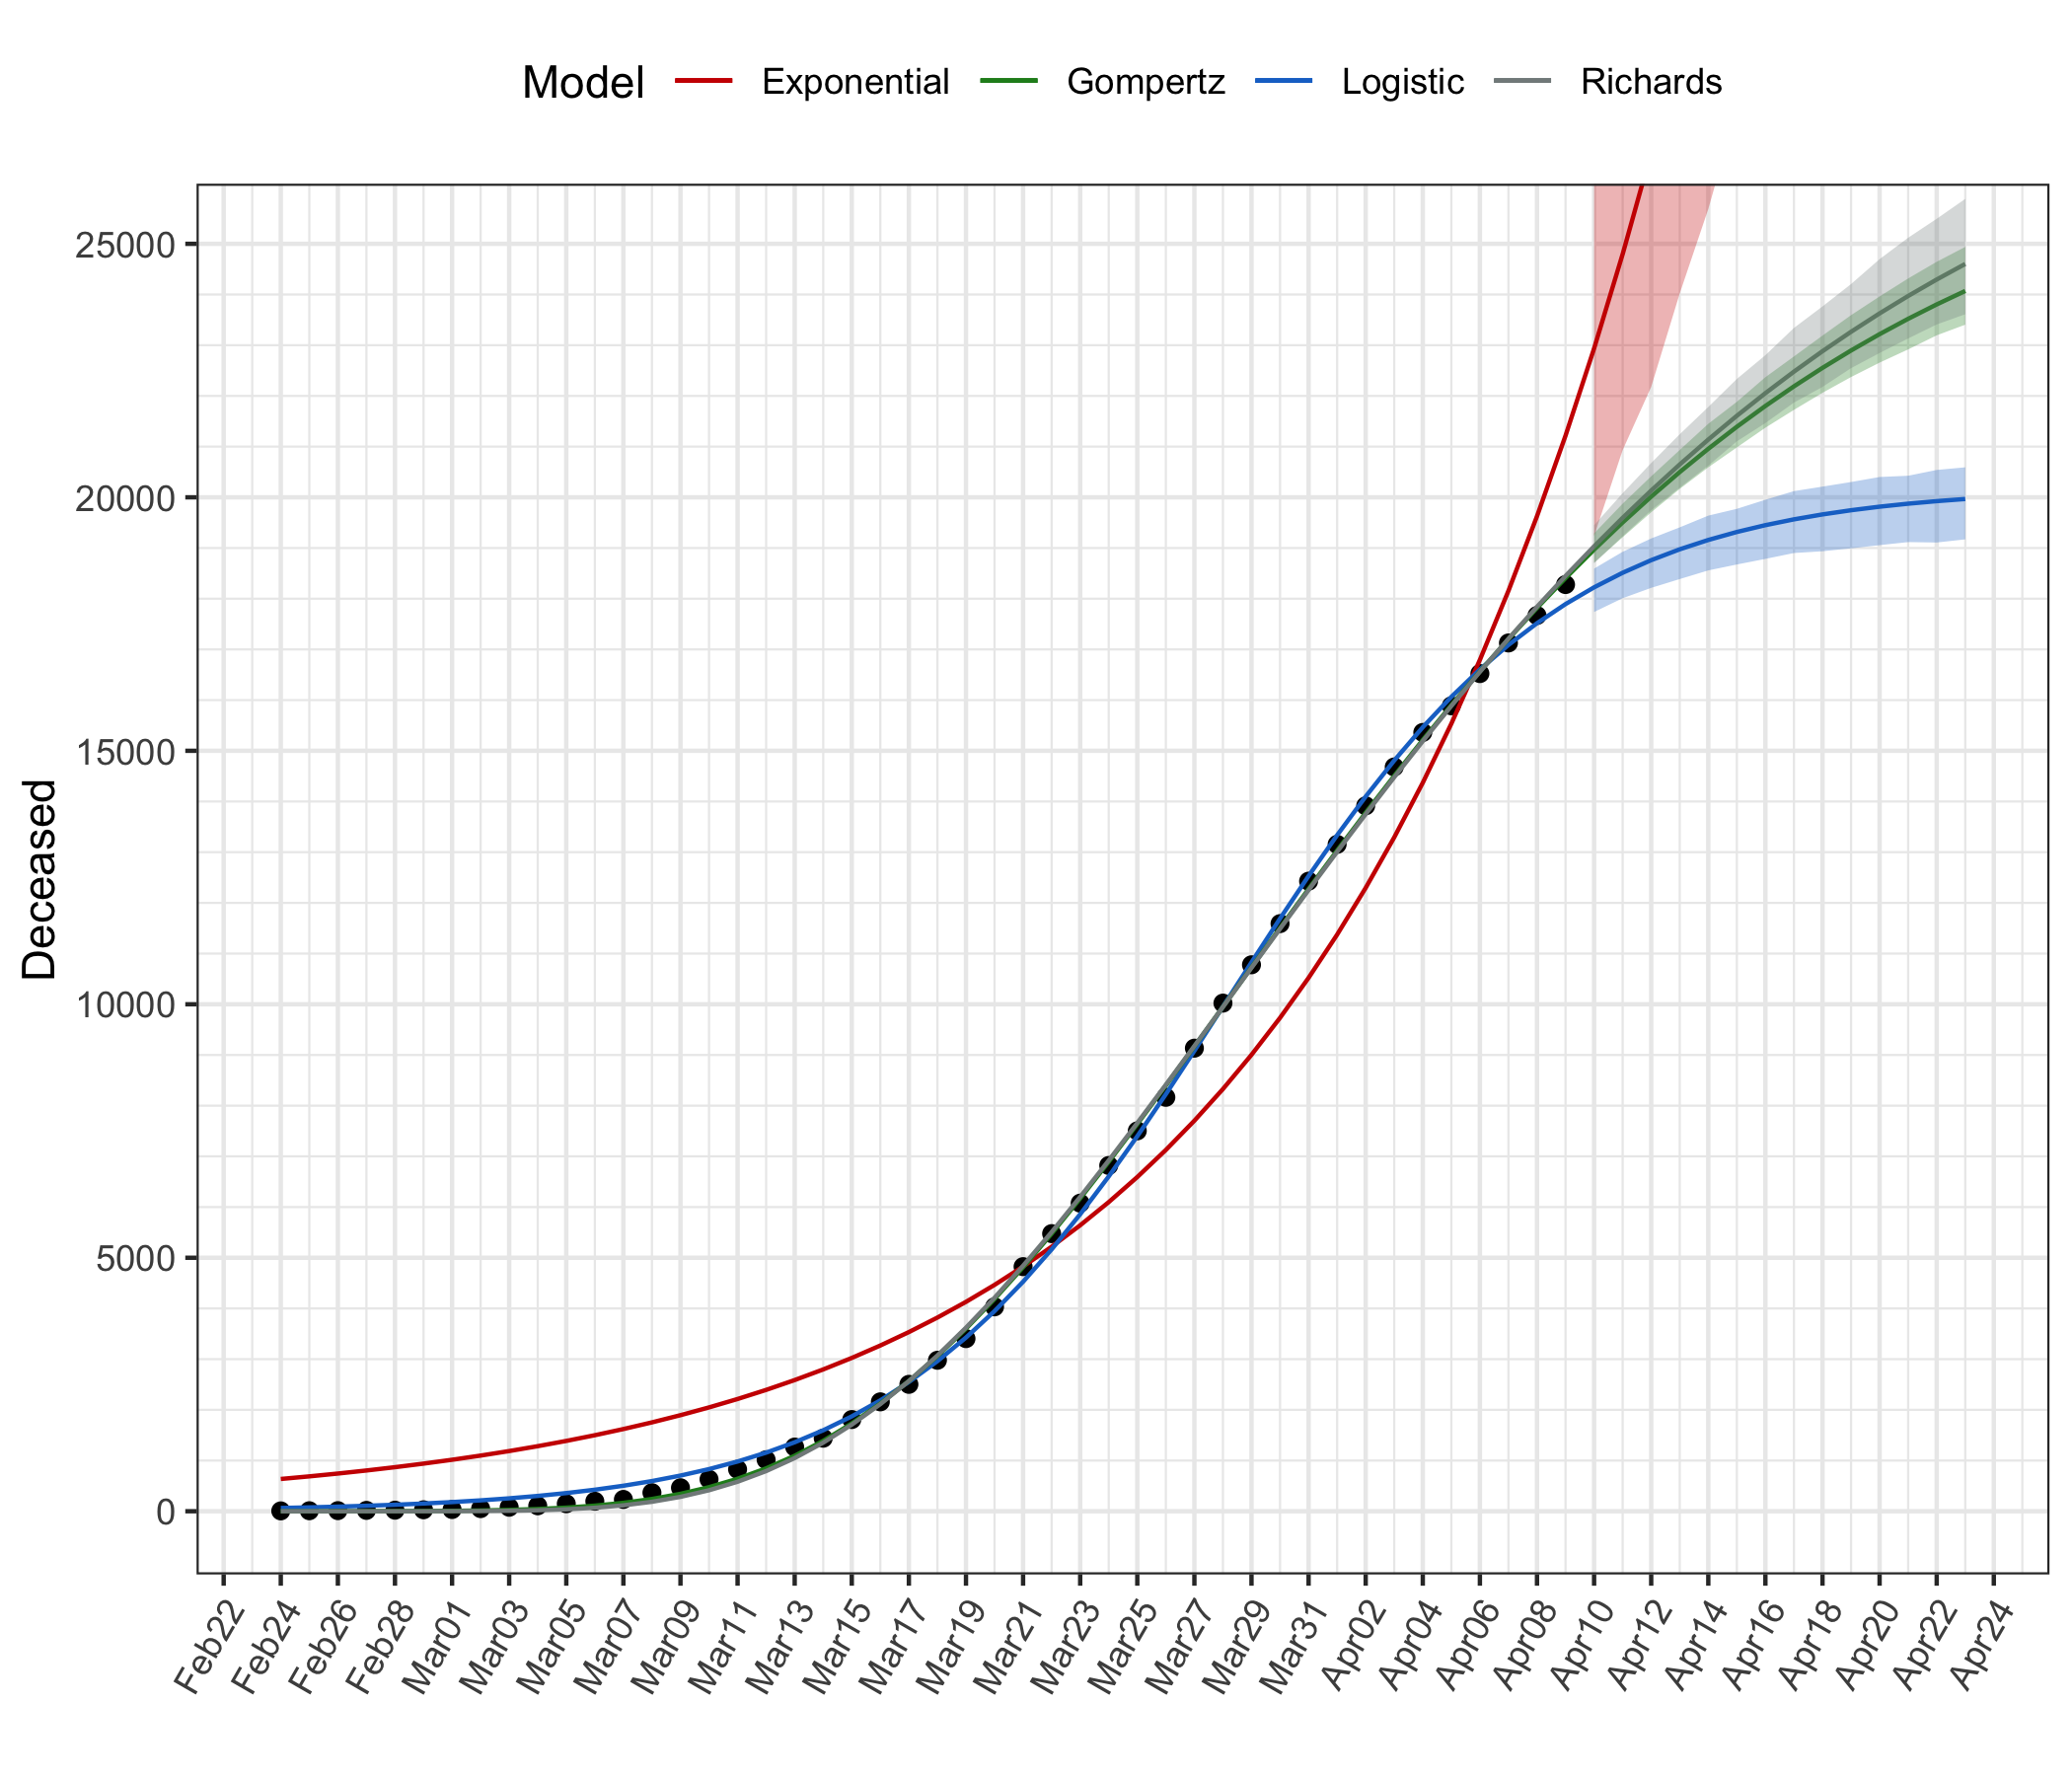 Model Exponential Gompertz Logistic Richards
Deceased
25000
20000
15000
10000
5000
0
Feb22 Feb24 Feb26 Feb28 Mar01 Mar03 Mar05 Mar07 Mar09 Mar11 Mar13 Mar15 Mar17 Mar19 Mar21 Mar23 Mar25 Mar27 Mar29 Mar31 Apr02 Apr04 Apr06 Apr08 Apr10 Apr12 Apr14 Apr16 Apr18 Apr20 Apr22 Apr24